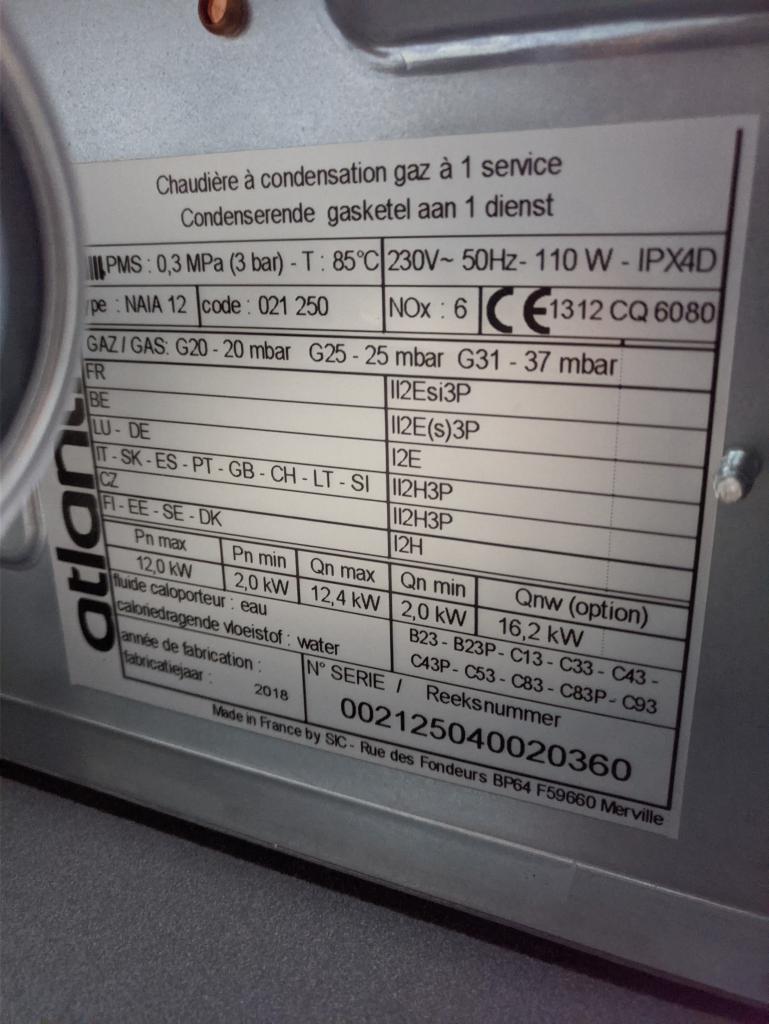 Chaudière à condensation gaz à 1 service
Condenserende gasketel aan 1 dienst
PMS : 0,3 MPa (3 bar) - T : 85°C 230V~ 50Hz- 110 W - IPX4D
ype : NAIA 12 code : 021 250 NOx : 6 CE 1312 CQ 6080
GAZ / GAS: G20 - 20 mbar G25 - 25 mbar G31 - 37 mbar
FR II2Esi3P
BE II2E(s)3P
LU - DE I2E
IT - SK - ES - PT - GB - CH - LT - SI II2H3P
CZ II2H3P
FI - EE - SE - DK I2H
Pn max Pn min Qn max Qn min Qnw (option)
12,0 kW 2,0 kW 12,4 kW 2,0 kW 16,2 kW
fluide caloporteur : eau
caloriedragende vloeistof : water
B23 - B23P - C13 - C33 - C43 -
C43P - C53 - C83 - C83P - C93
année de fabrication :
fabricatiejaar : 2018
N° SERIE / Reeksnummer
002125040020360
Made in France by SIC - Rue des Fondeurs BP64 F59660 Merville
atlant